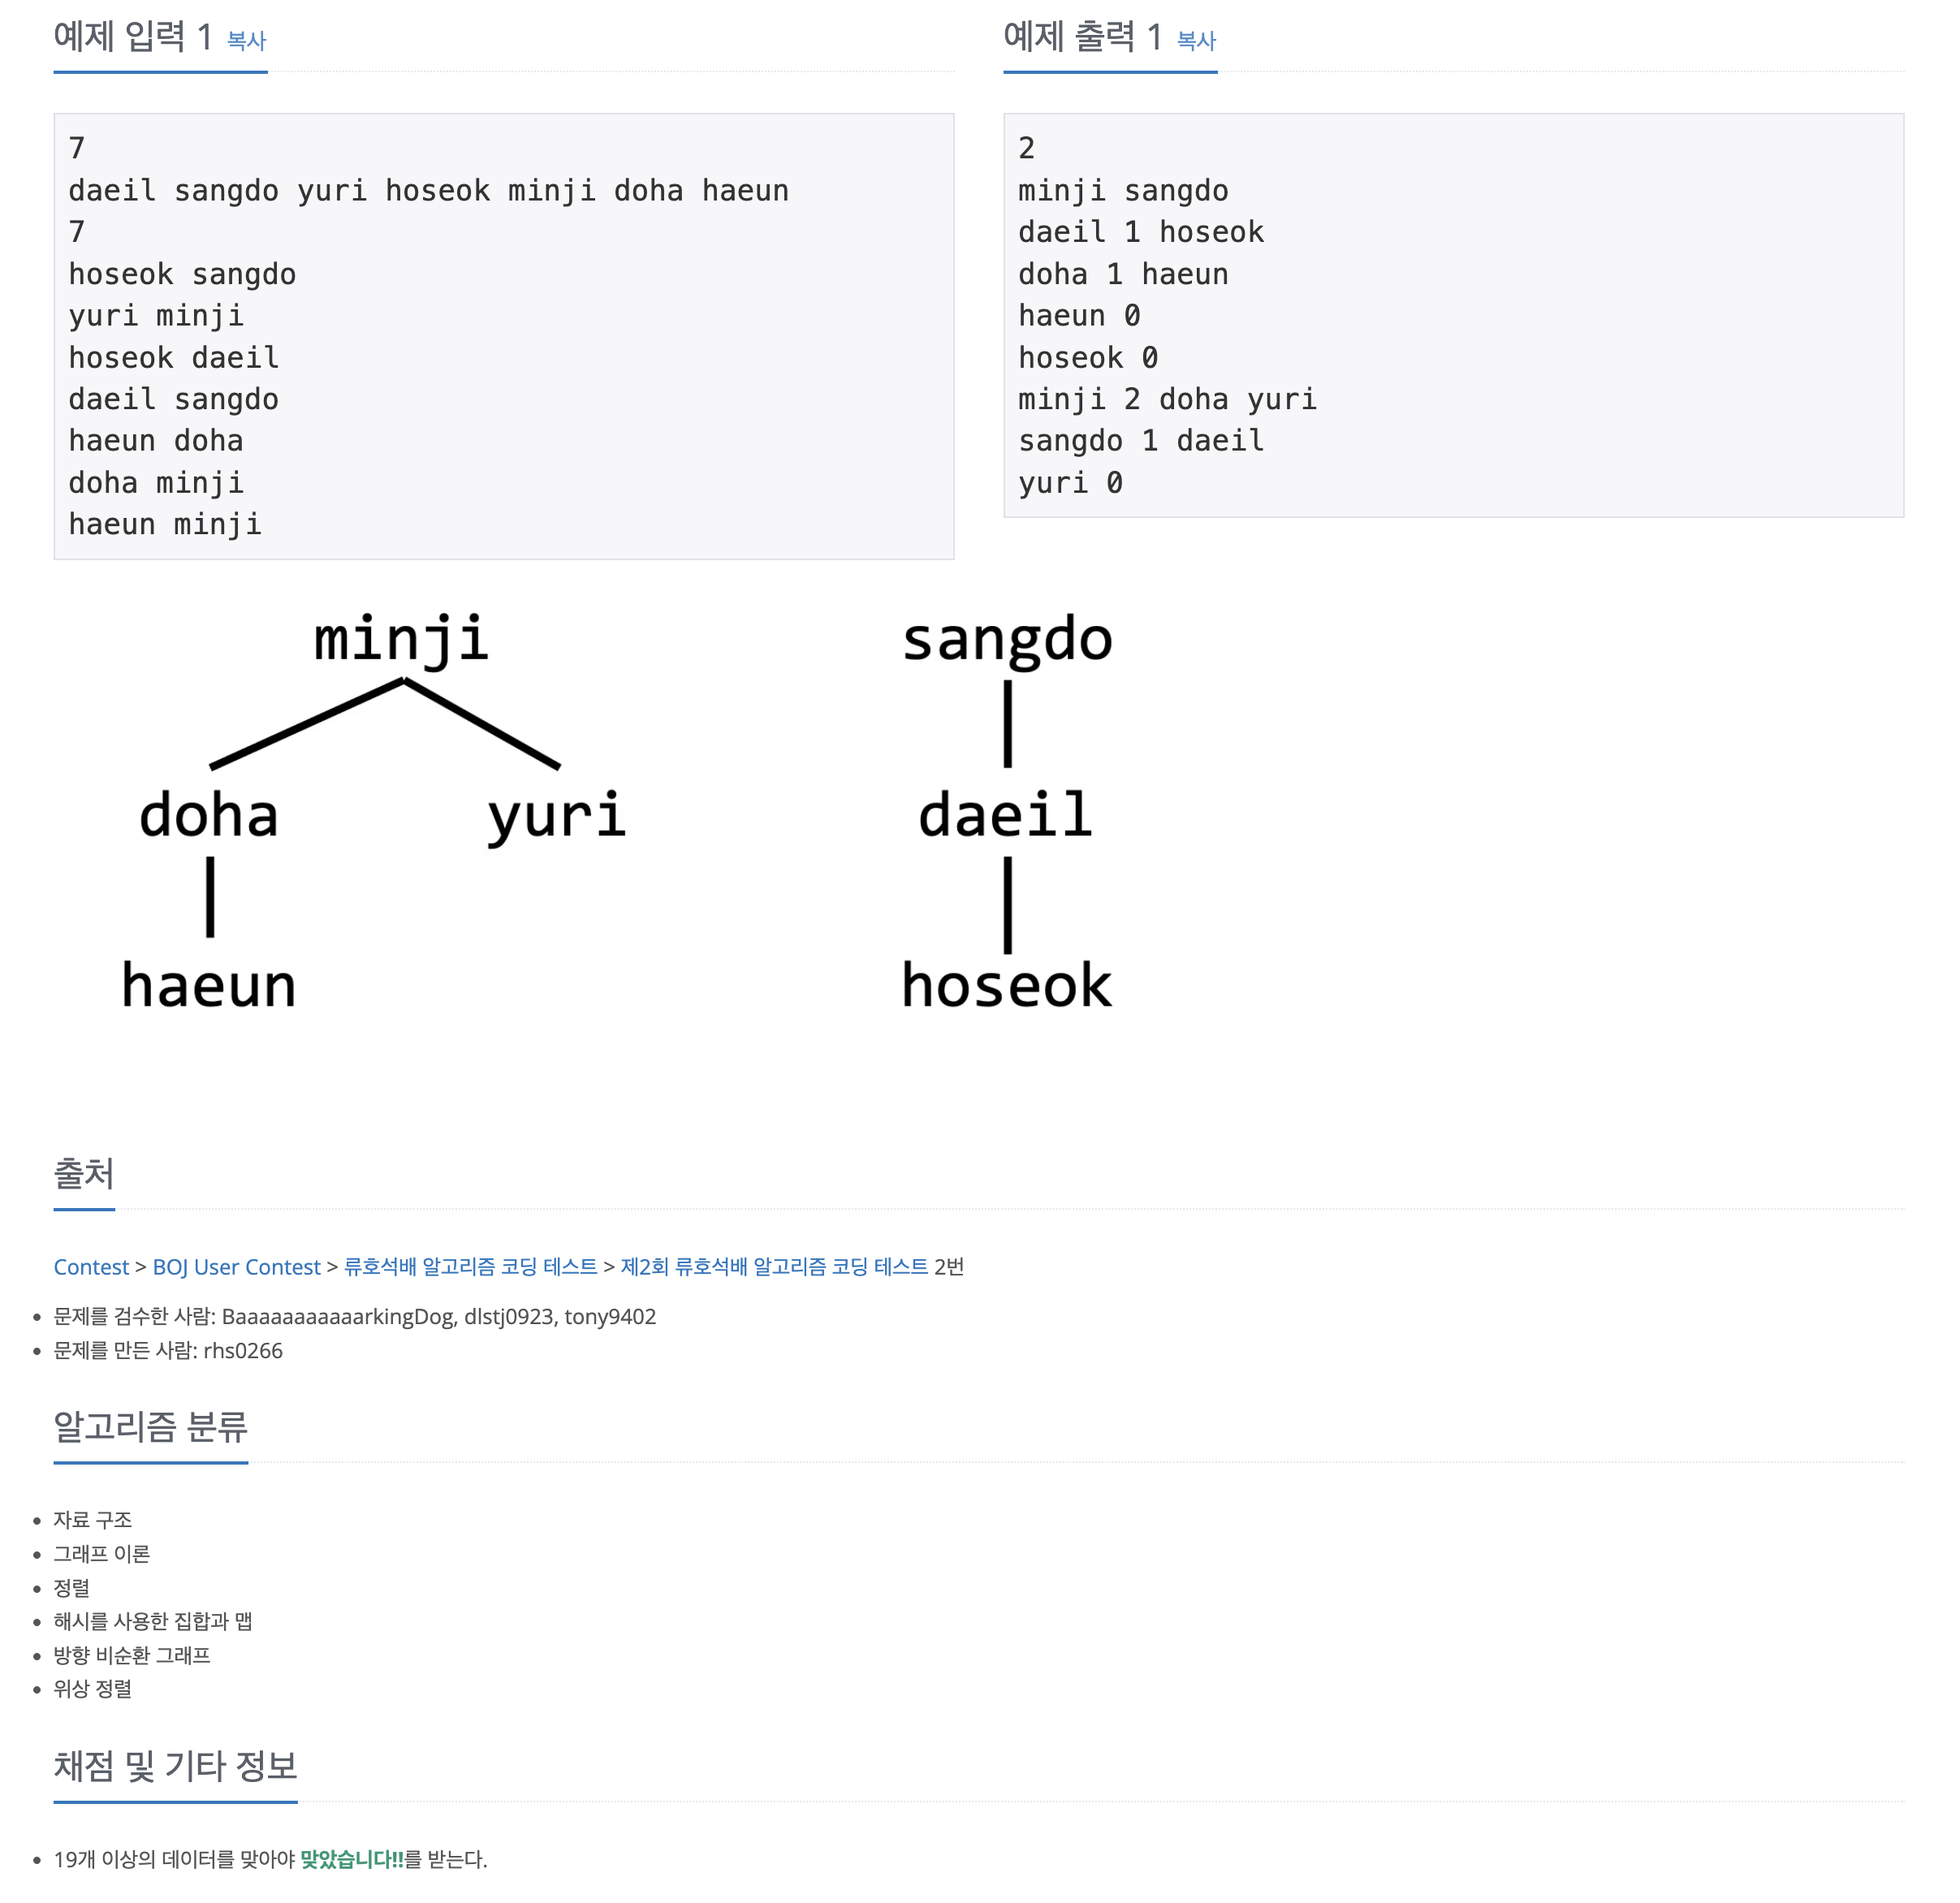 예제 입력 1 복사
7
daeil sangdo yuri hoseok minji doha haeun
7
hoseok sangdo
yuri minji
hoseok daeil
daeil sangdo
haeun doha
doha minji
haeun minji
예제 출력 1 복사
2
minji sangdo
daeil 1 hoseok
doha 1 haeun
haeun 0
hoseok 0
minji 2 doha yuri
sangdo 1 daeil
yuri 0
minji sangdo
doha yuri daeil
haeun hoseok
출처
Contest > BOJ User Contest > 류호석배 알고리즘 코딩 테스트 > 제2회 류호석배 알고리즘 코딩 테스트 2번
문제를 검수한 사람: BaaaaaaaaaaarkingDog, dlstj0923, tony9402
문제를 만든 사람: rhs0266
알고리즘 분류
자료 구조
그래프 이론
정렬
해시를 사용한 집합과 맵
방향 비순환 그래프
위상 정렬
채점 및 기타 정보
19개 이상의 데이터를 맞아야 맞았습니다!!를 받는다.